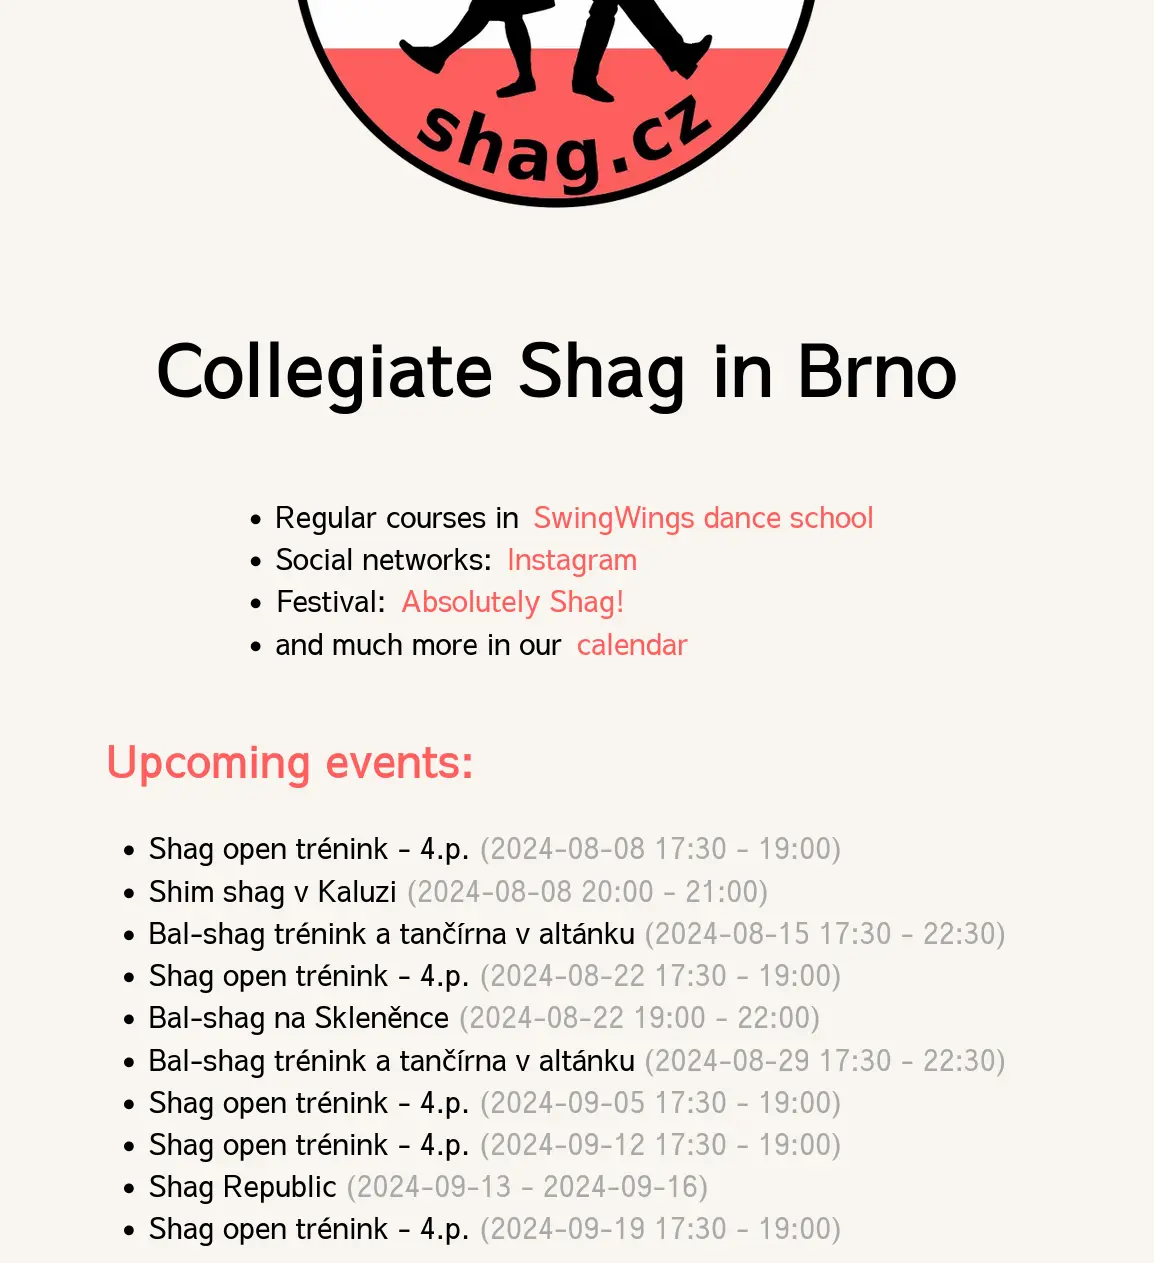 shag.cz
Collegiate Shag in Brno
Regular courses in SwingWings dance school
Social networks: Instagram
Festival: Absolutely Shag!
and much more in our calendar
Upcoming events:
Shag open trénink - 4.p. (2024-08-08 17:30 - 19:00)
Shim shag v Kaluzi (2024-08-08 20:00 - 21:00)
Bal-shag trénink a tančírna v altánku (2024-08-15 17:30 - 22:30)
Shag open trénink - 4.p. (2024-08-22 17:30 - 19:00)
Bal-shag na Skleněnce (2024-08-22 19:00 - 22:00)
Bal-shag trénink a tančírna v altánku (2024-08-29 17:30 - 22:30)
Shag open trénink - 4.p. (2024-09-05 17:30 - 19:00)
Shag open trénink - 4.p. (2024-09-12 17:30 - 19:00)
Shag Republic (2024-09-13 - 2024-09-16)
Shag open trénink - 4.p. (2024-09-19 17:30 - 19:00)